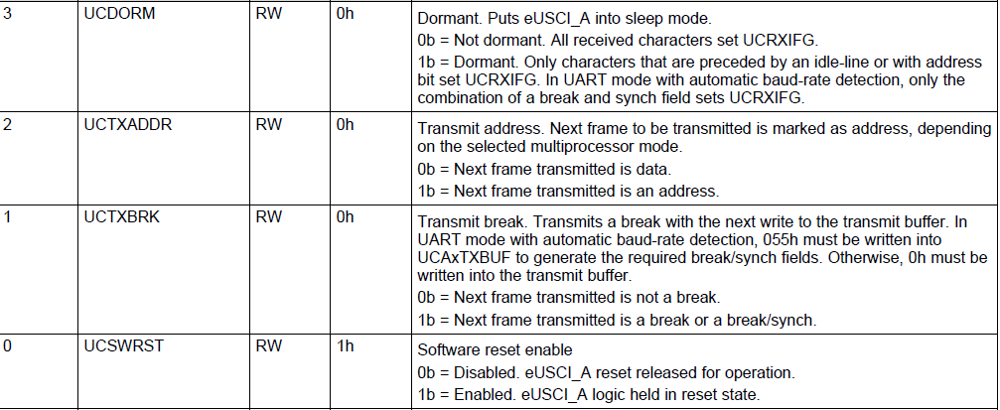 3 UCDORM RW 0h Dormant. Puts eUSCI_A into sleep mode.
0b = Not dormant. All received characters set UCRXIFG.
1b = Dormant. Only characters that are preceded by an idle-line or with address
bit set UCRXIFG. In UART mode with automatic baud-rate detection, only the
combination of a break and synch field sets UCRXIFG.
2 UCTXADDR RW 0h Transmit address. Next frame to be transmitted is marked as address, depending
on the selected multiprocessor mode.
0b = Next frame transmitted is data.
1b = Next frame transmitted is an address.
1 UCTXBRK RW 0h Transmit break. Transmits a break with the next write to the transmit buffer. In
UART mode with automatic baud-rate detection, 055h must be written into
UCAxTXBUF to generate the required break/synch fields. Otherwise, 0h must be
written into the transmit buffer.
0b = Next frame transmitted is not a break.
1b = Next frame transmitted is a break or a break/synch.
0 UCSWRST RW 1h Software reset enable
0b = Disabled. eUSCI_A reset released for operation.
1b = Enabled. eUSCI_A logic held in reset state.